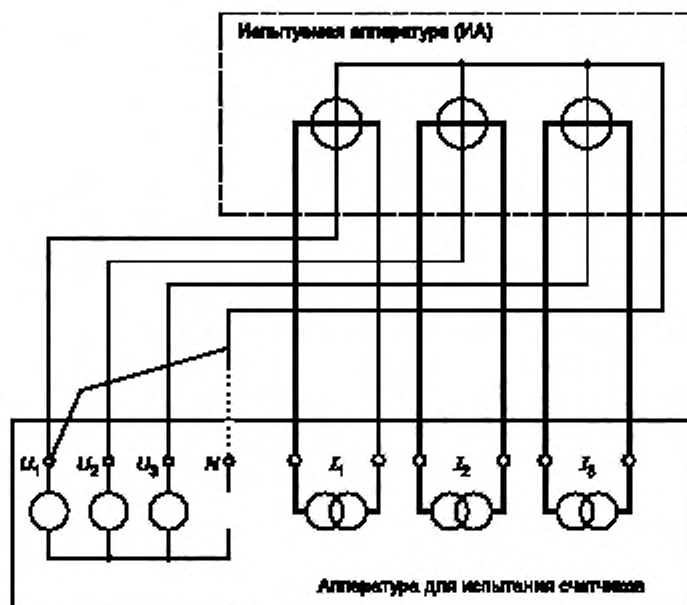 Испытуемая аппаратура (ИА)
U₁ U₂ U₃ N I₁ I₂ I₃
Аппаратура для испытания счетчиков